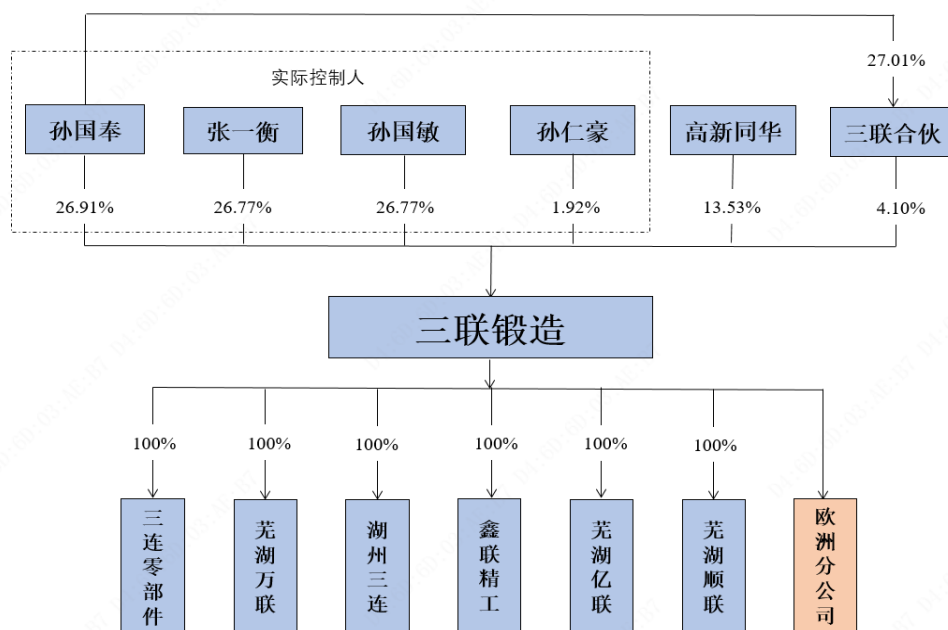 27.01%
实际控制人
孙国奉
张一衡
孙国敏
孙仁豪
高新同华
三联合伙
26.91%
26.77%
26.77%
1.92%
13.53%
4.10%
三联锻造
100%
100%
100%
100%
100%
100%
三连零部件
芜湖万联
湖州三连
鑫联精工
芜湖亿联
芜湖顺联
欧洲分公司